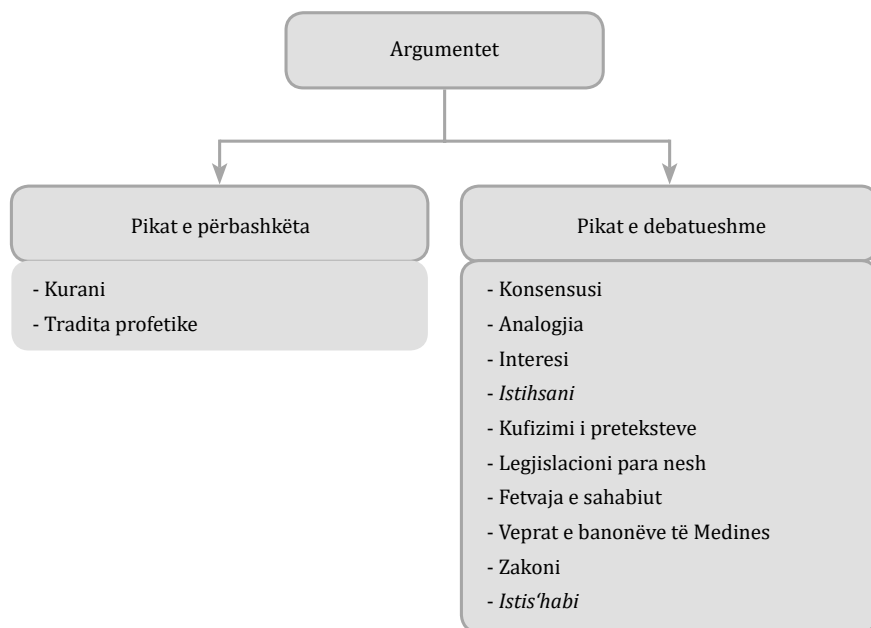 Argumentet
Pikat e përbashkëta
- Kurani
- Tradita profetike
Pikat e debatueshme
- Konsensusi
- Analogjia
- Interesi
- Istihsani
- Kufizimi i preteksteve
- Legjislacioni para nesh
- Fetvaja e sahabiut
- Veprat e banonëve të Medines
- Zakoni
- Istis‘habi